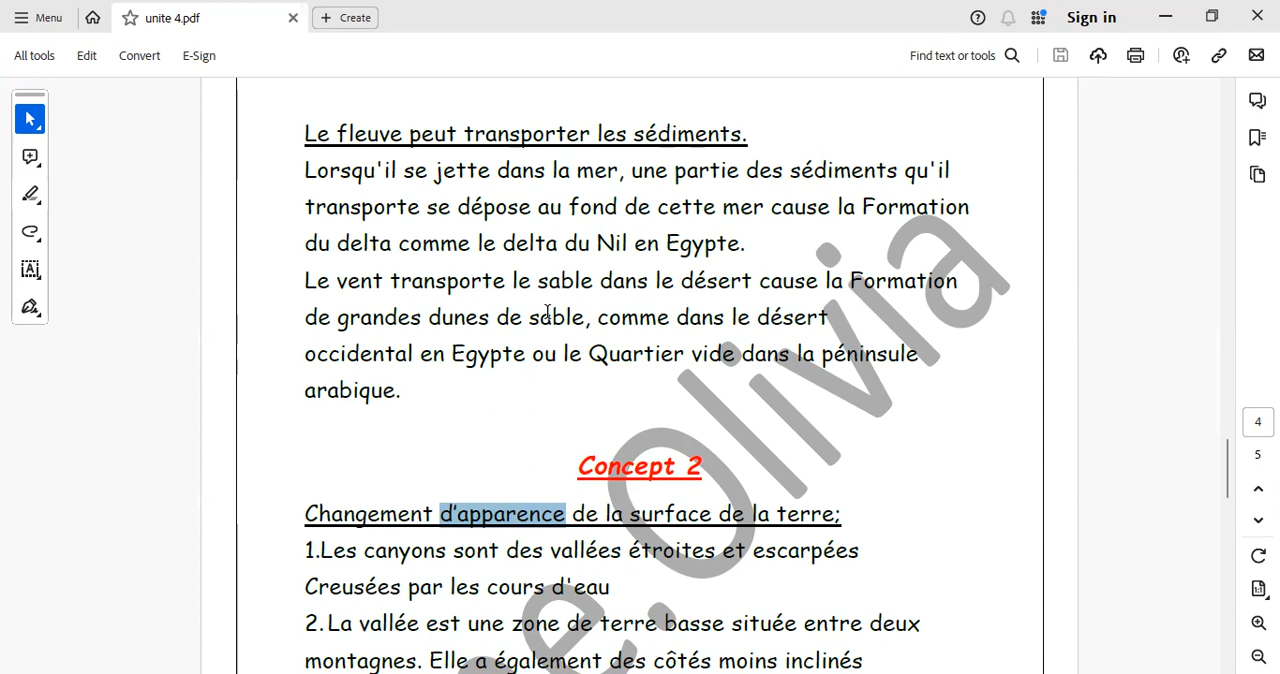 Menu
unite 4.pdf
Create
Sign in
All tools
Edit
Convert
E-Sign
Find text or tools
Le fleuve peut transporter les sédiments.
Lorsqu'il se jette dans la mer, une partie des sédiments qu'il
transporte se dépose au fond de cette mer cause la Formation
du delta comme le delta du Nil en Egypte.
Le vent transporte le sable dans le désert cause la Formation
de grandes dunes de sable, comme dans le désert
occidental en Egypte ou le Quartier vide dans la péninsule
arabique.
Concept 2
Changement d'apparence de la surface de la terre;
1.Les canyons sont des vallées étroites et escarpées
Creusées par les cours d'eau
2.La vallée est une zone de terre basse située entre deux
montagnes. Elle a également des côtés moins inclinés
e.Olivia
4
5